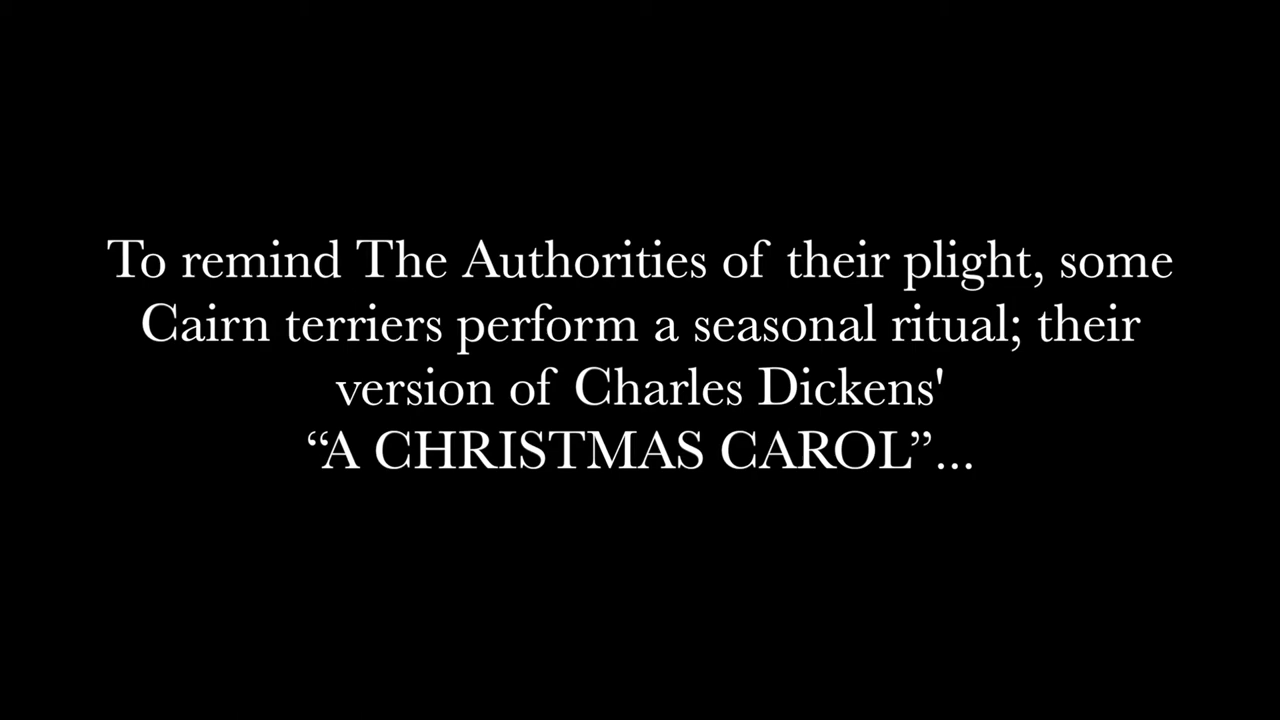 To remind The Authorities of their plight, some
Cairn terriers perform a seasonal ritual; their
version of Charles Dickens'
“A CHRISTMAS CAROL”...